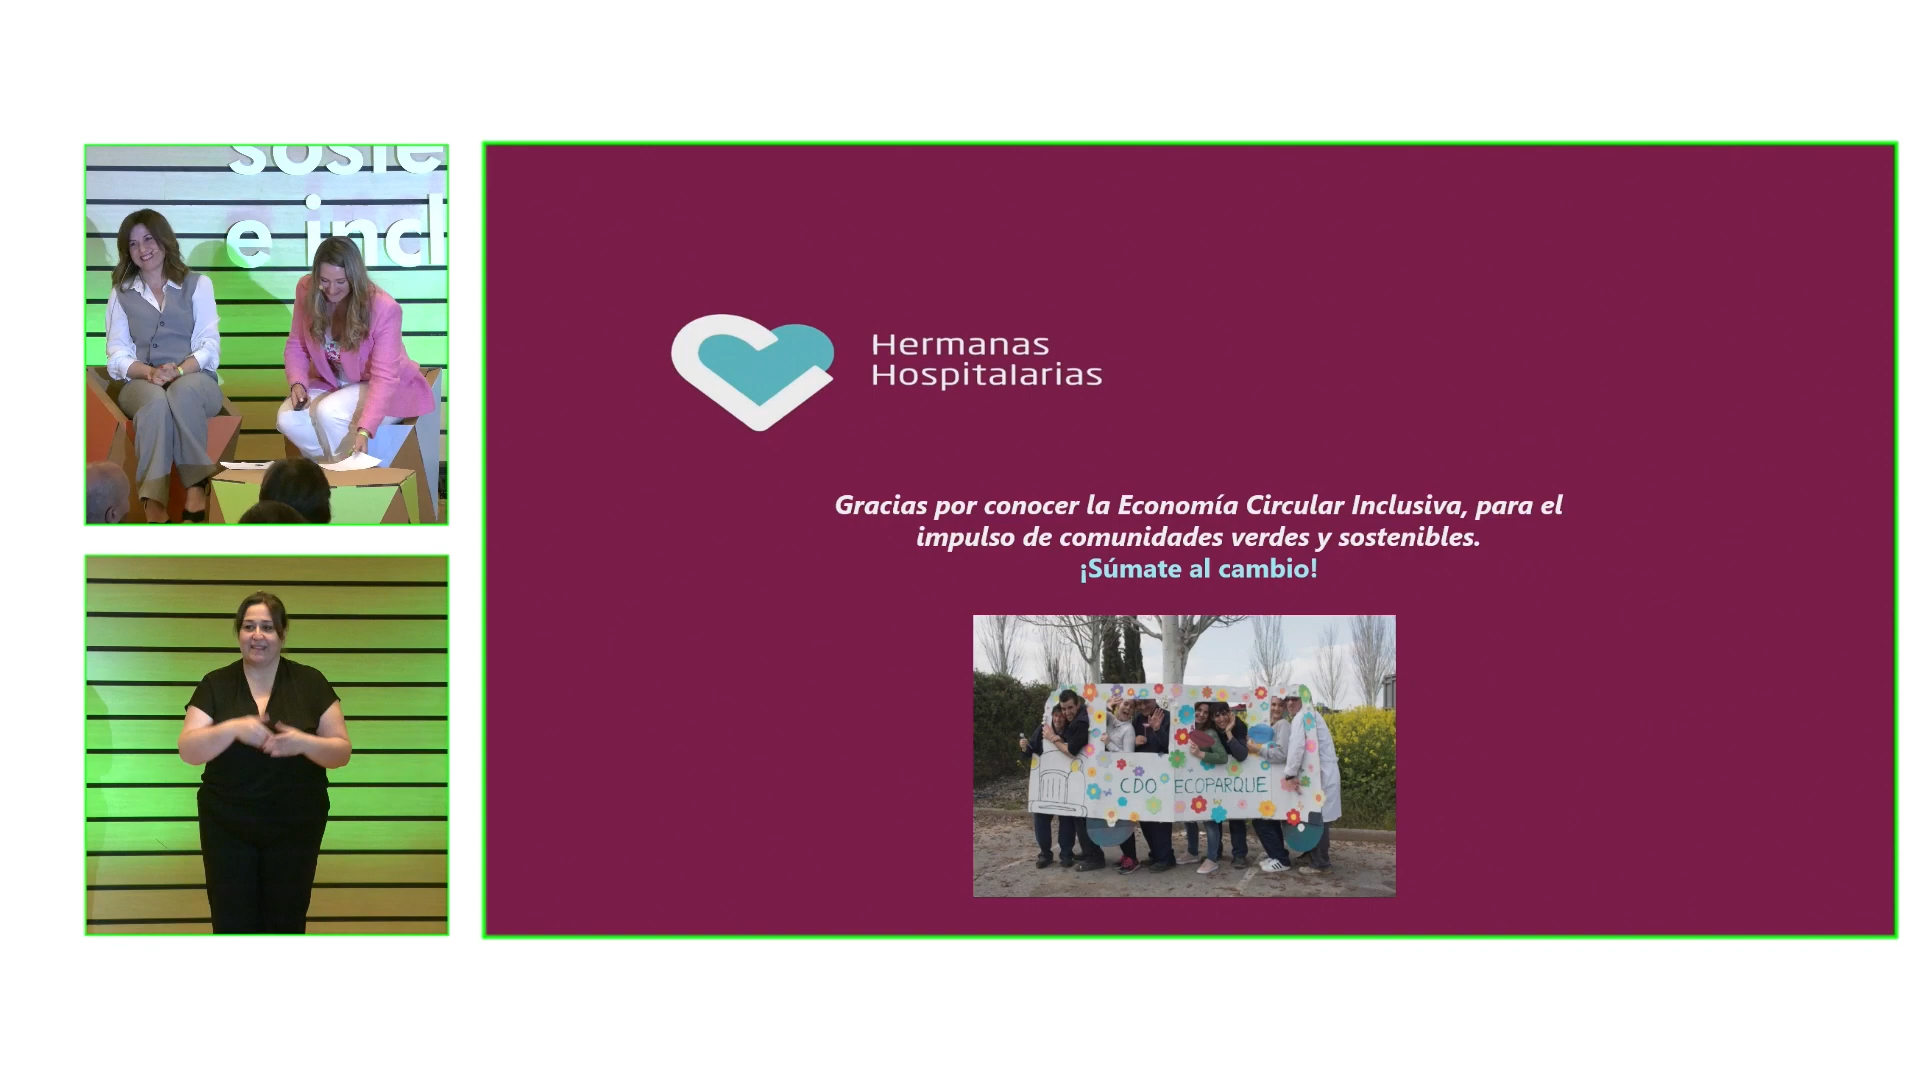 soste
e incl
Hermanas
Hospitalarias
Gracias por conocer la Economía Circular Inclusiva, para el
impulso de comunidades verdes y sostenibles.
¡Súmate al cambio!
CDO ECOPARQUE